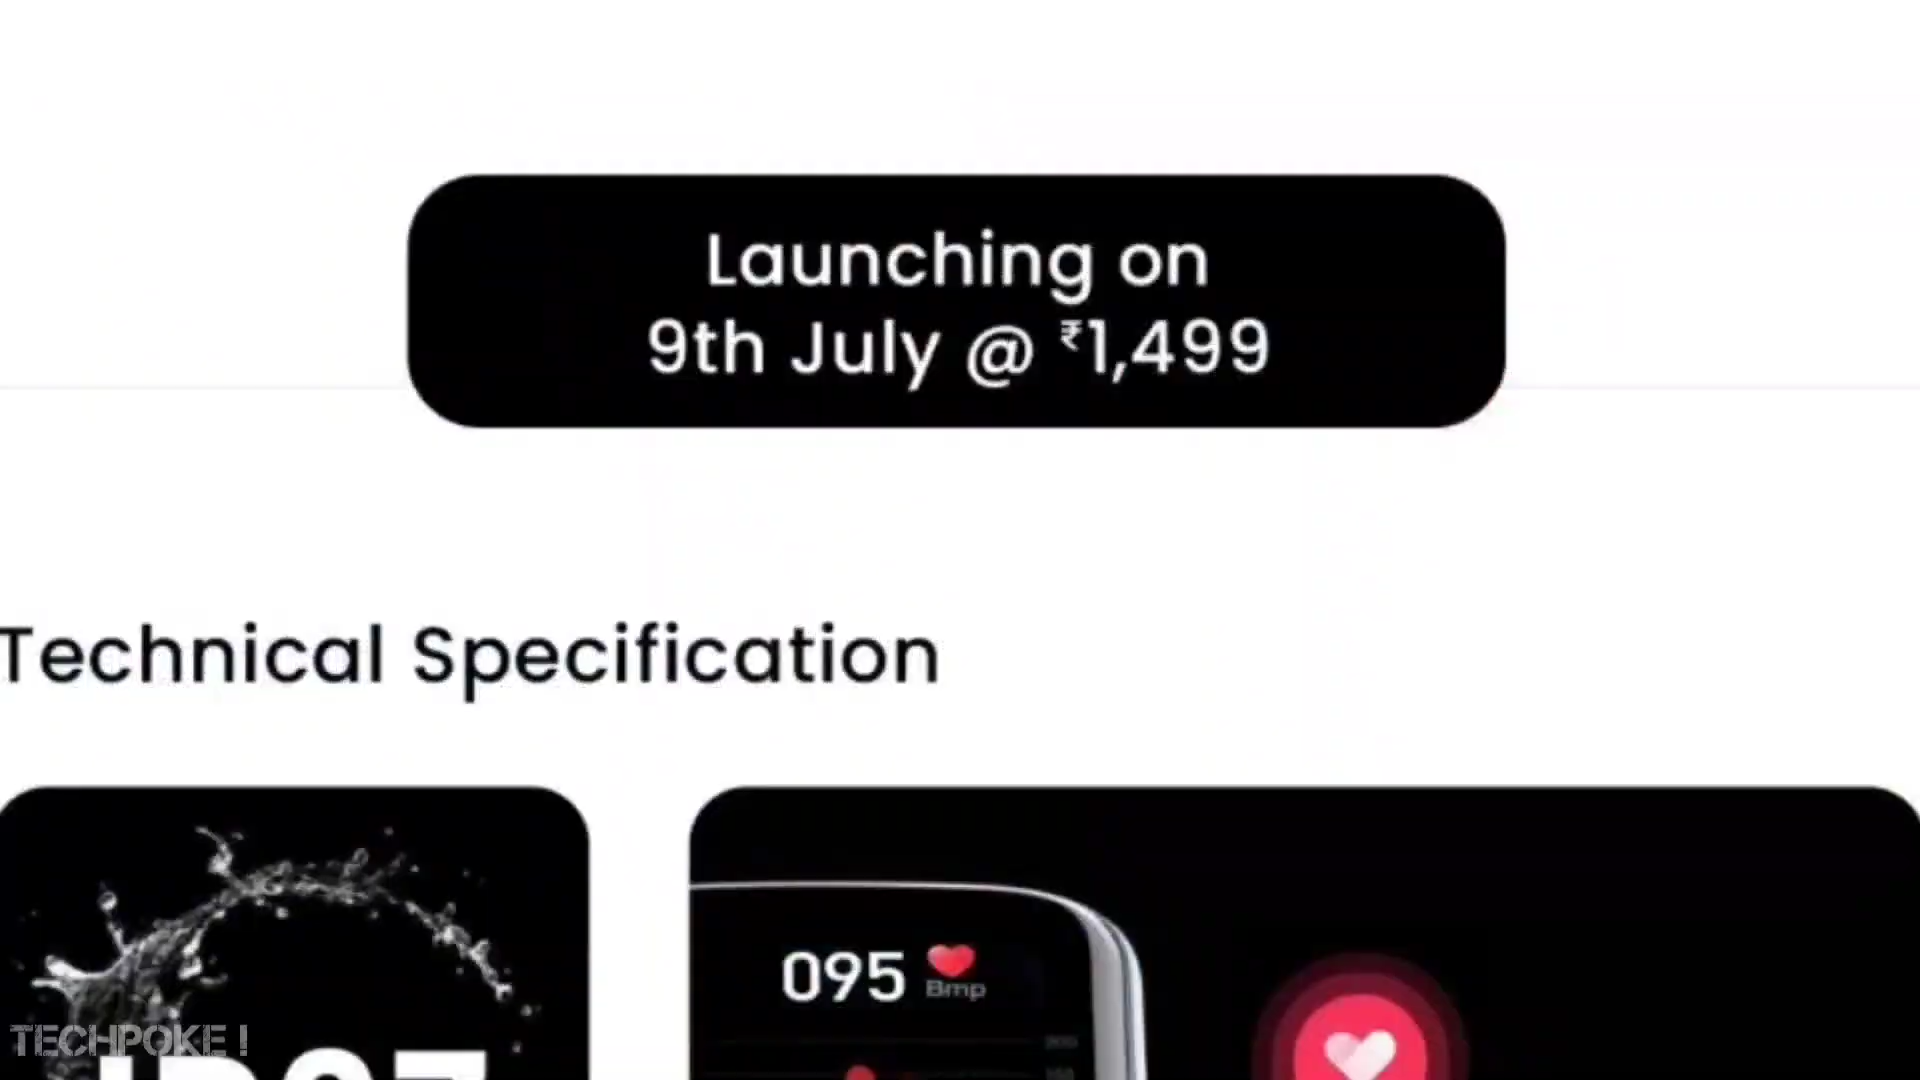 Launching on
9th July @ ₹1,499
Technical Specification
095
Bmp
TECHPOKE !